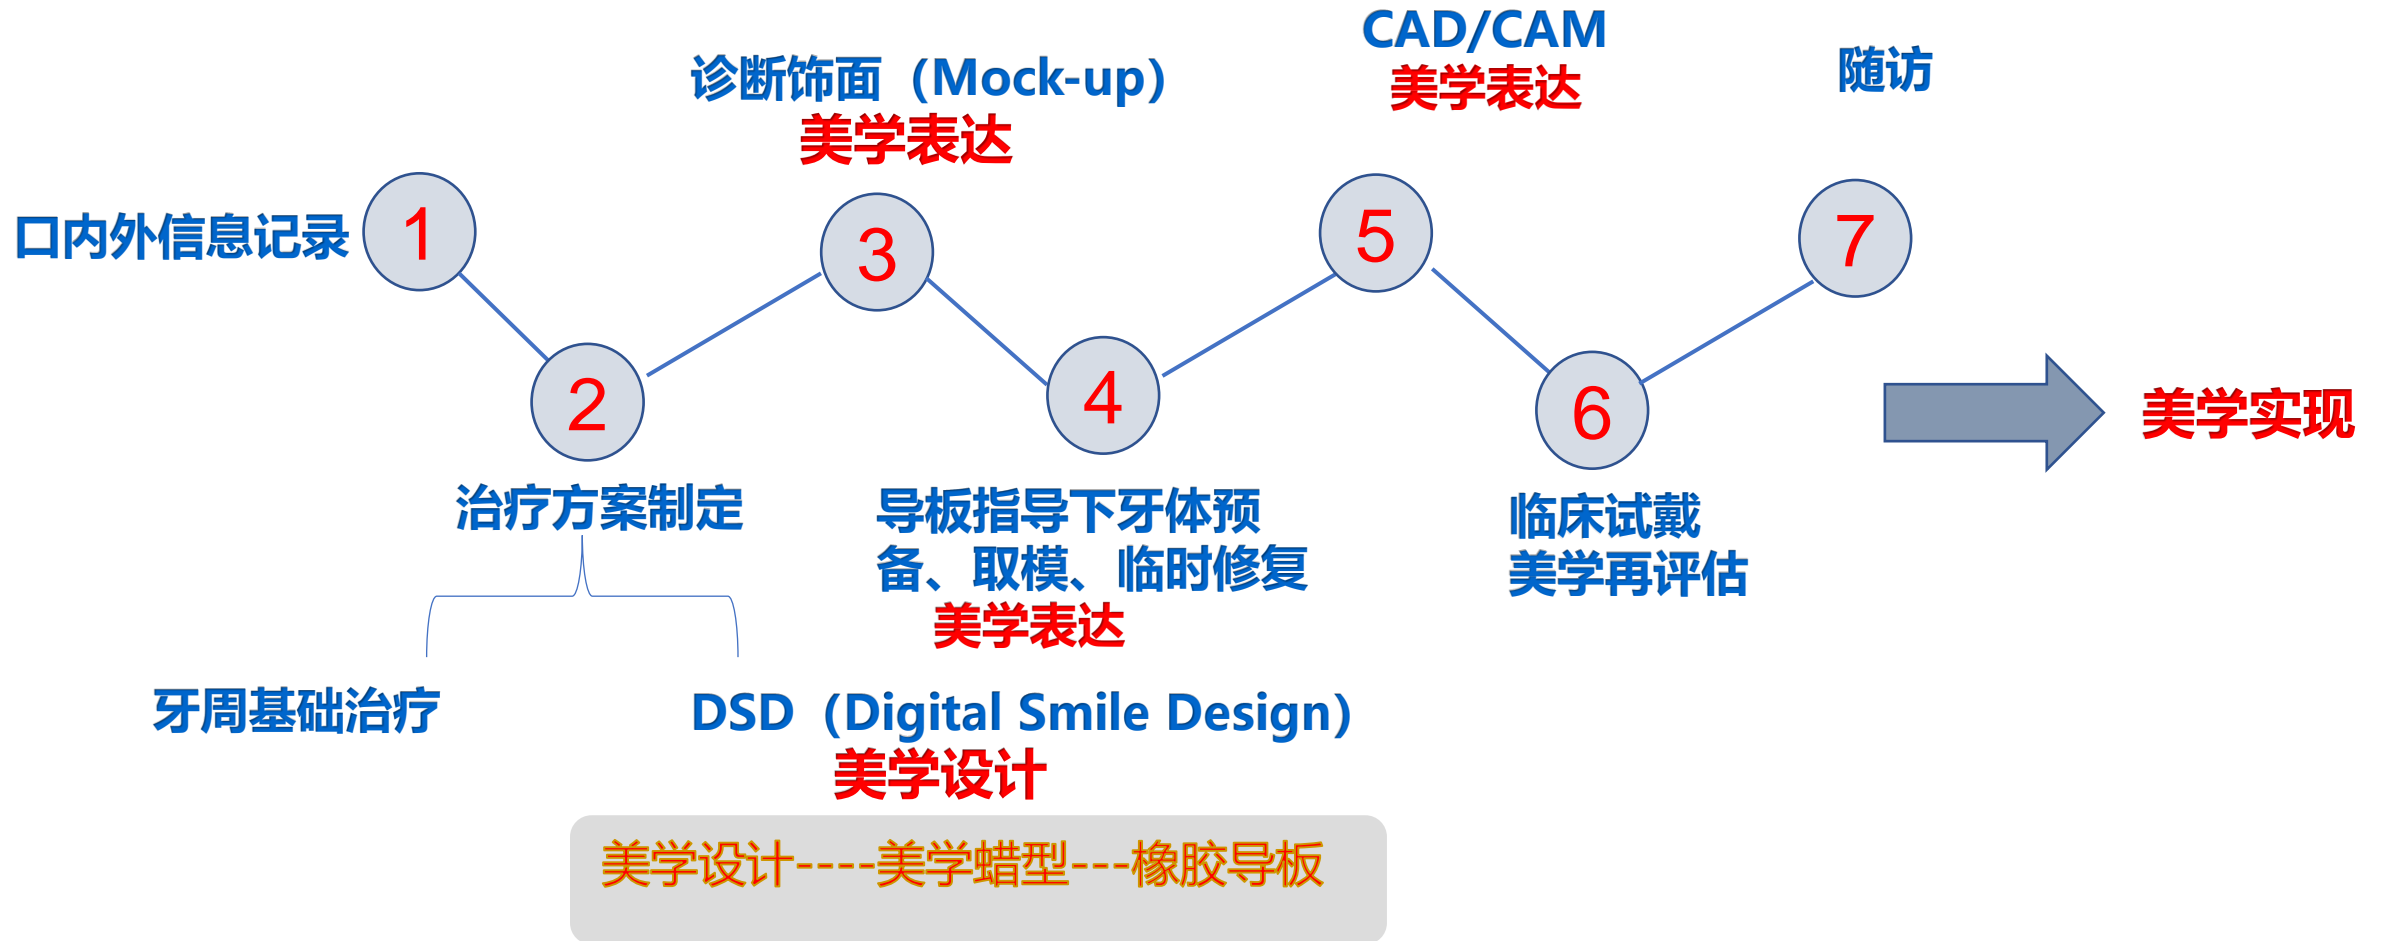 口内外信息记录
1
2
治疗方案制定
牙周基础治疗
DSD（Digital Smile Design）
美学设计
美学设计----美学蜡型---橡胶导板
诊断饰面（Mock-up）
美学表达
3
4
导板指导下牙体预
备、取模、临时修复
美学表达
CAD/CAM
美学表达
5
6
临床试戴
美学再评估
随访
7
美学实现